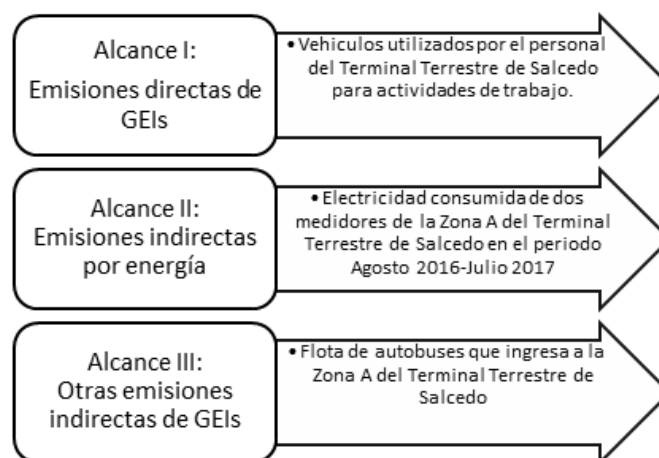 Alcance I:
Emisiones directas de
GEIs
• Vehiculos utilizados por el personal
del Terminal Terrestre de Salcedo
para actividades de trabajo.
Alcance II:
Emisiones indirectas
por energía
• Electricidad consumida de dos
medidores de la Zona A del Terminal
Terrestre de Salcedo en el periodo
Agosto 2016-Julio 2017
Alcance III:
Otras emisiones
indirectas de GEIs
• Flota de autobuses que ingresa a la
Zona A del Terminal Terrestre de
Salcedo